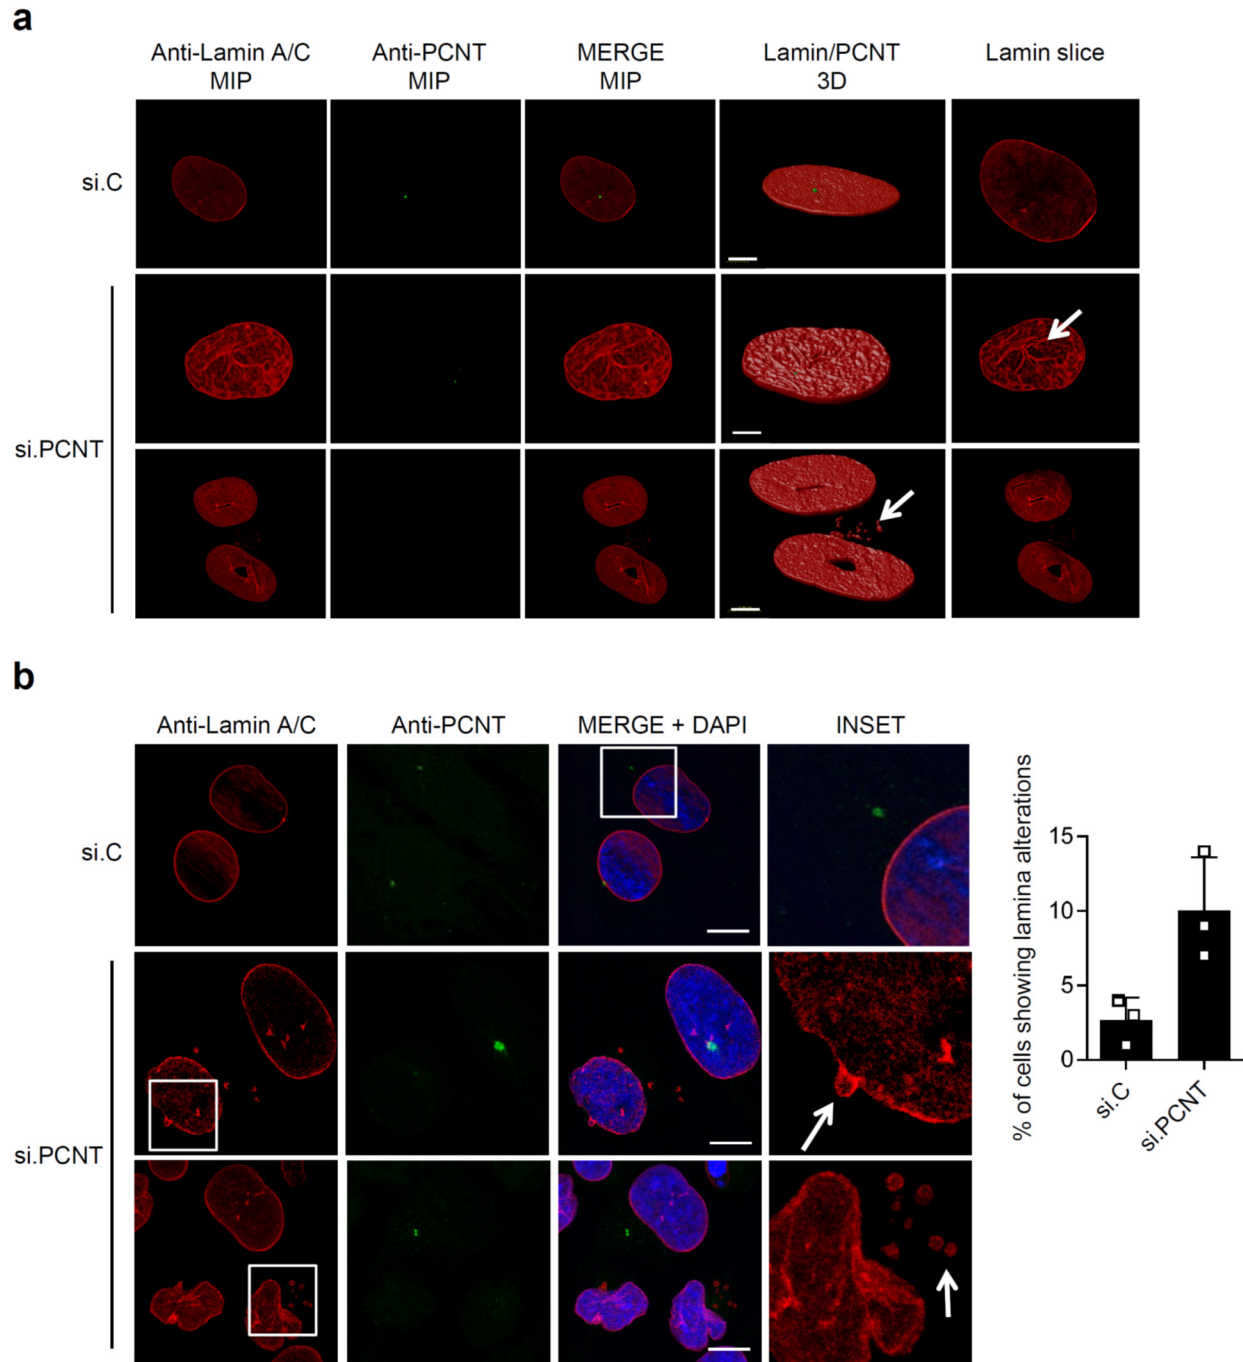 a
Anti-Lamin A/C
MIP
Anti-PCNT
MIP
MERGE
MIP
Lamin/PCNT
3D
Lamin slice
si.C
si.PCNT
b
Anti-Lamin A/C
Anti-PCNT
MERGE + DAPI
INSET
si.C
si.PCNT
% of cells showing lamina alterations
15
10
5
0
si.C
si.PCNT